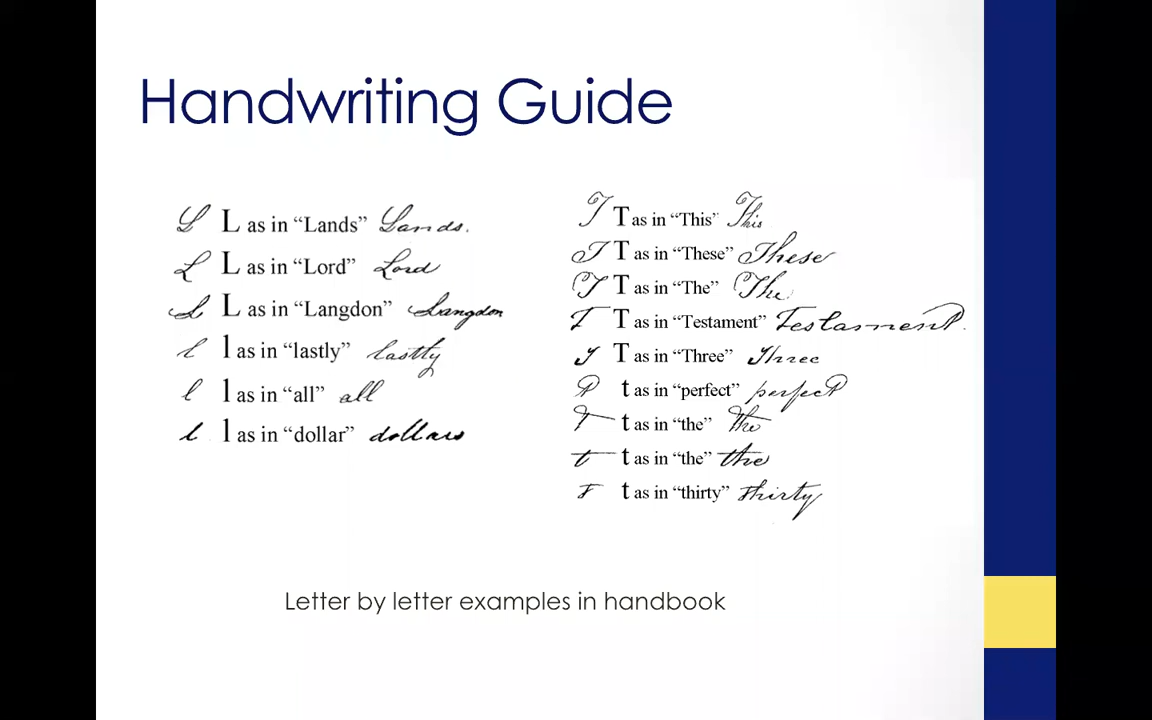 Handwriting Guide
L L as in “Lands” Lands.
L L as in “Lord” Lord
L L as in “Langdon” Langdon
l l as in “lastly” lastly
l l as in “all” all
l l as in “dollar” dollars
T T as in “This” This
T T as in “These” These
T T as in “The” The
T T as in “Testament” Testament.
T T as in “Three” Three
t t as in “perfect” perfect
t t as in “the” the
t t as in “the” the
t t as in “thirty” thirty
Letter by letter examples in handbook